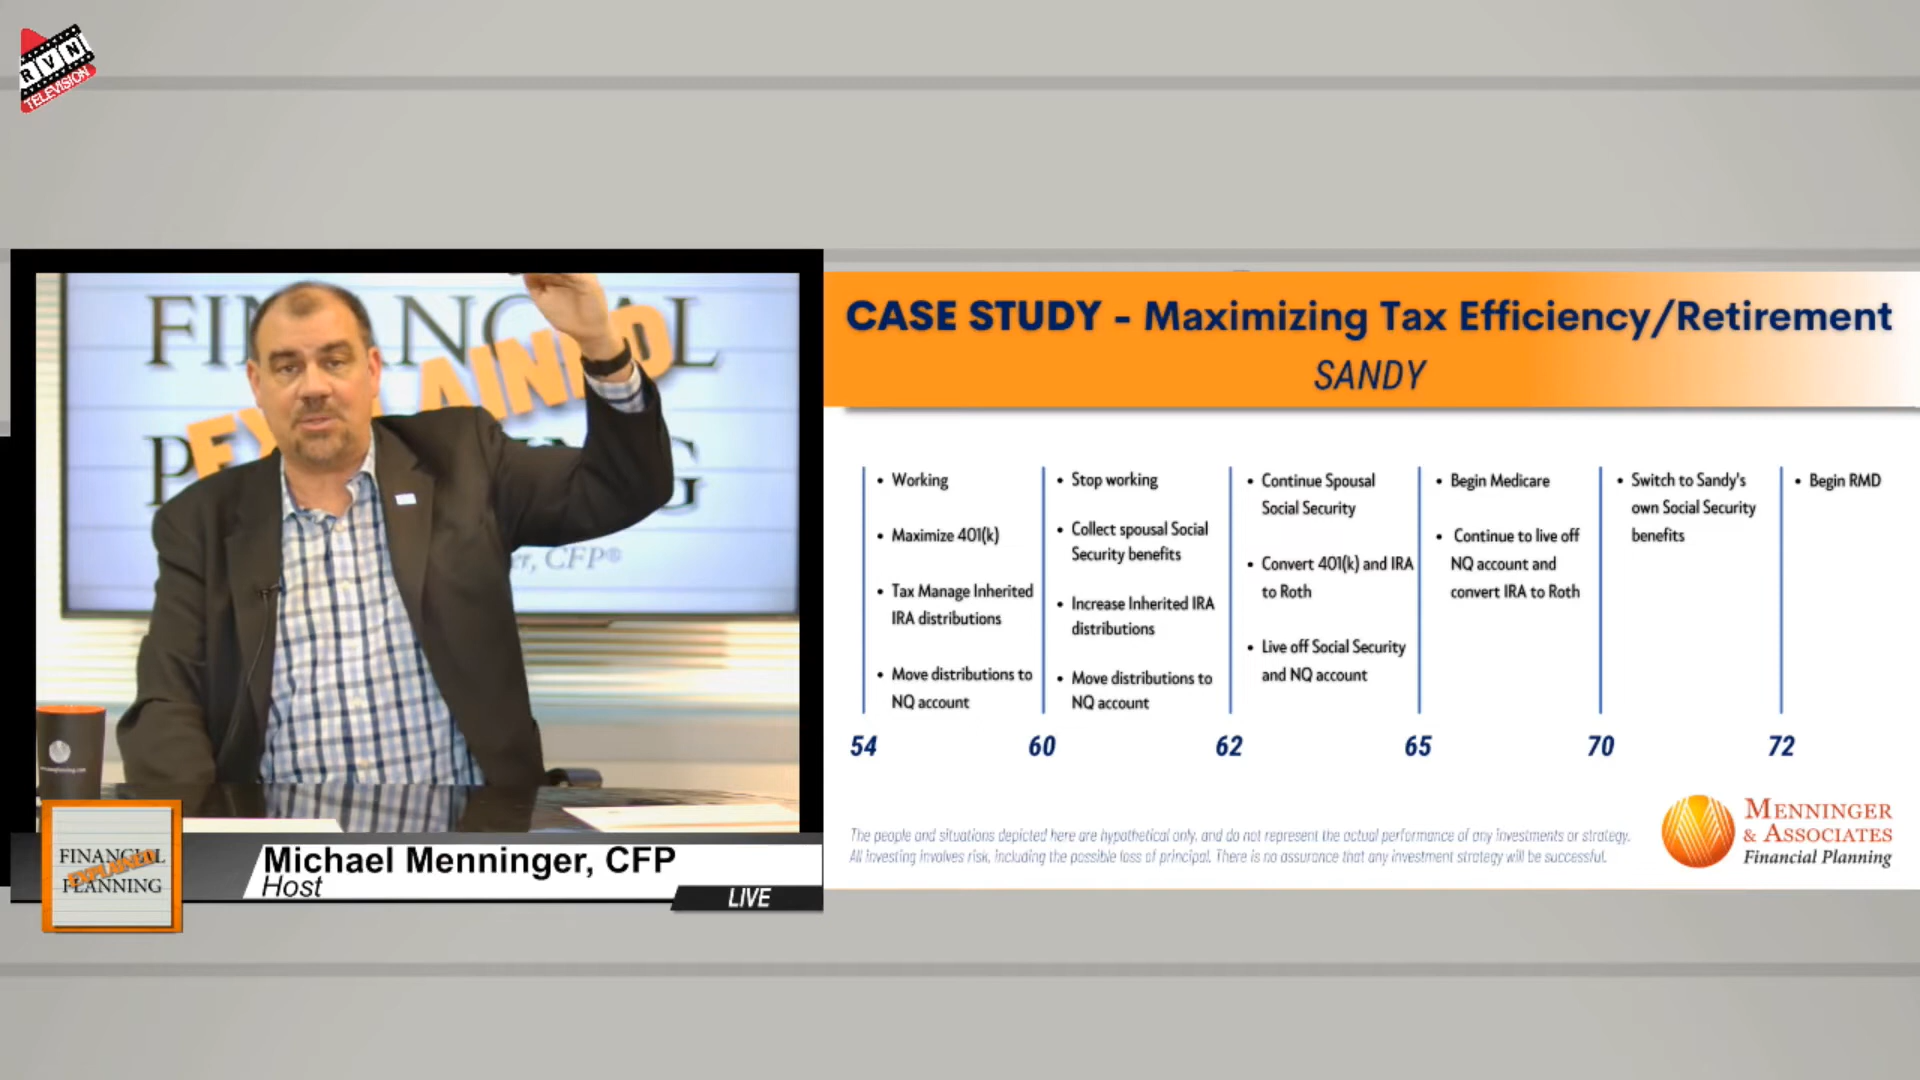 RVN
TELEVISION
FINANCIAL
EXPLAINED
PLANNING
er, CFP®
CASE STUDY - Maximizing Tax Efficiency/Retirement
SANDY
• Working
• Maximize 401(k)
• Tax Manage Inherited
IRA distributions
• Move distributions to
NQ account
• Stop working
• Collect spousal Social
Security benefits
• Increase Inherited IRA
distributions
• Move distributions to
NQ account
• Continue Spousal
Social Security
• Convert 401(k) and IRA
to Roth
• Live off Social Security
and NQ account
• Begin Medicare
• Continue to live off
NQ account and
convert IRA to Roth
• Switch to Sandy's
own Social Security
benefits
• Begin RMD
54 60 62 65 70 72
The people and situations depicted here are hypothetical only, and do not represent the actual performance of any investments or strategy.
All investing involves risk, including the possible loss of principal. There is no assurance that any investment strategy will be successful.
MENNINGER
& ASSOCIATES
Financial Planning
FINANCIAL
EXPLAINED
PLANNING
Michael Menninger, CFP
Host
LIVE